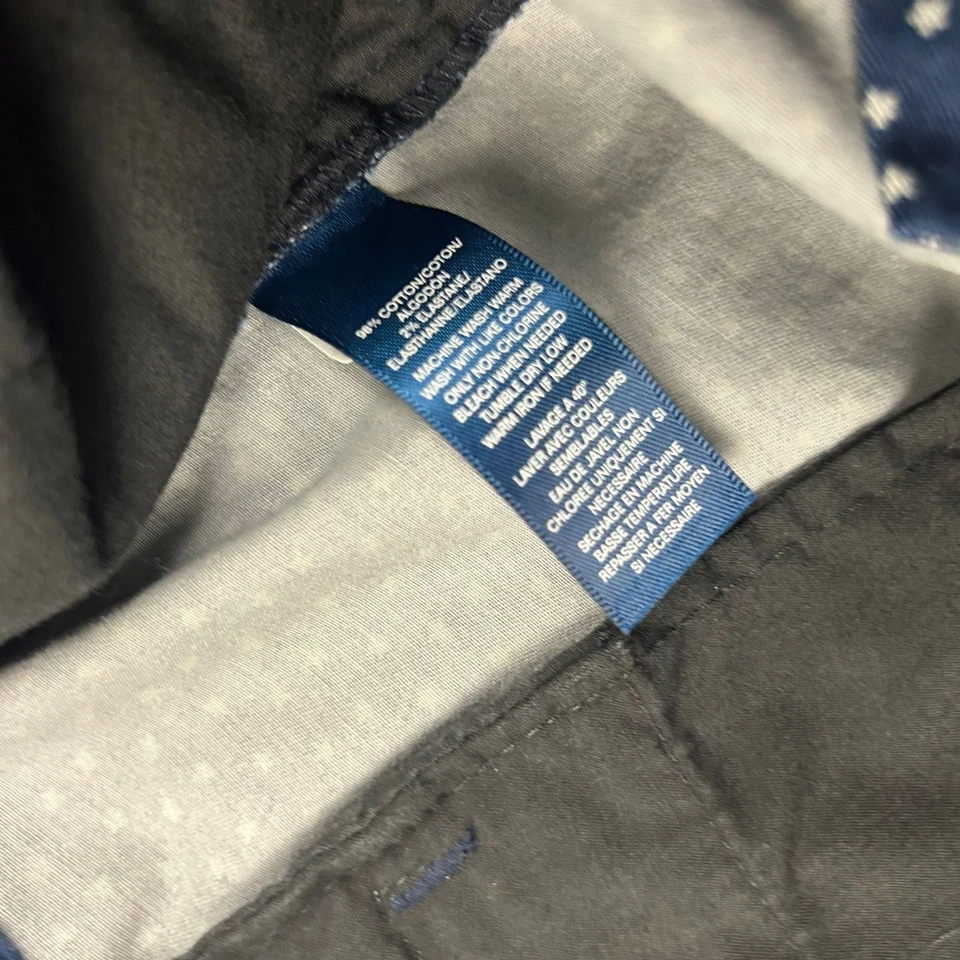 98% COTTON/COTON/
ALGODÓN
2% ELASTANE/
ELASTHANNE/ELASTANO
MACHINE WASH WARM
WASH WITH LIKE COLORS
ONLY NON-CHLORINE
BLEACH WHEN NEEDED
TUMBLE DRY LOW
WARM IRON IF NEEDED
LAVAGE A 40°
LAVER AVEC COULEURS
SEMBLABLES
EAU DE JAVEL NON
CHLORÉE UNIQUEMENT SI
NECESSAIRE
SECHAGE EN MACHINE
BASSE TEMPERATURE
REPASSER A FER MOYEN
SI NECESSAIRE